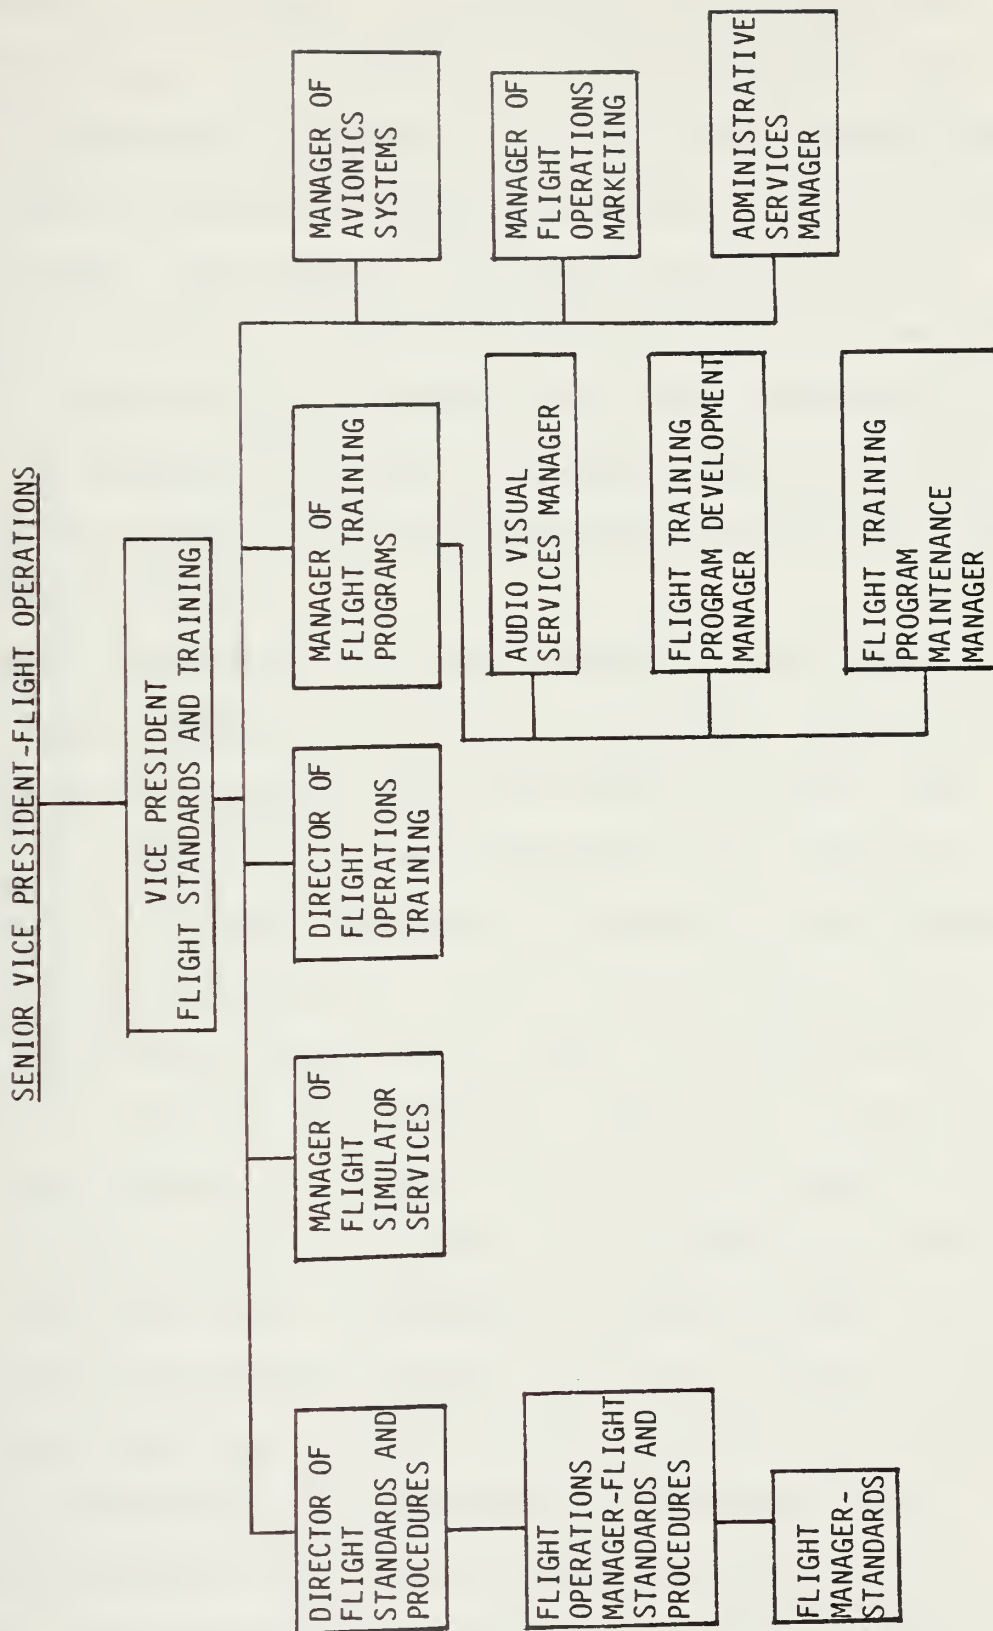 SENIOR VICE PRESIDENT-FLIGHT OPERATIONS
VICE PRESIDENT
FLIGHT STANDARDS AND TRAINING
DIRECTOR OF
FLIGHT
STANDARDS AND
PROCEDURES
FLIGHT
OPERATIONS
MANAGER-FLIGHT
STANDARDS AND
PROCEDURES
FLIGHT
MANAGER-
STANDARDS
MANAGER OF
FLIGHT
SIMULATOR
SERVICES
DIRECTOR OF
FLIGHT
OPERATIONS
TRAINING
MANAGER OF
FLIGHT TRAINING
PROGRAMS
AUDIO VISUAL
SERVICES MANAGER
FLIGHT TRAINING
PROGRAM DEVELOPMENT
MANAGER
FLIGHT TRAINING
PROGRAM
MAINTENANCE
MANAGER
MANAGER OF
AVIONICS
SYSTEMS
MANAGER OF
FLIGHT
OPERATIONS
MARKETING
ADMINISTRATIVE
SERVICES
MANAGER